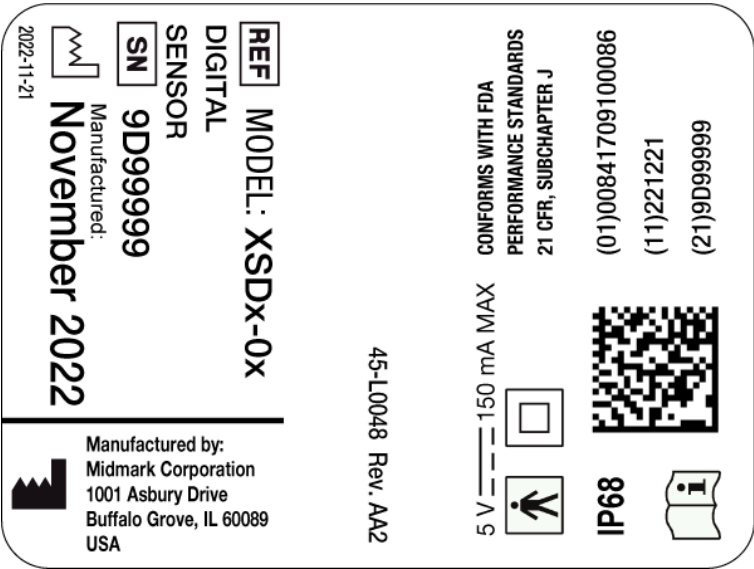 REF MODEL: XSDx-0x
DIGITAL
SENSOR
SN 9D99999
Manufactured:
November 2022
2022-11-21
Manufactured by:
Midmark Corporation
1001 Asbury Drive
Buffalo Grove, IL 60089
USA
45-L0048 Rev. AA2
CONFORMS WITH FDA
PERFORMANCE STANDARDS
21 CFR, SUBCHAPTER J
5 V 150 mA MAX
(01)00841709100086
(11)221221
(21)9D99999
IP68
i